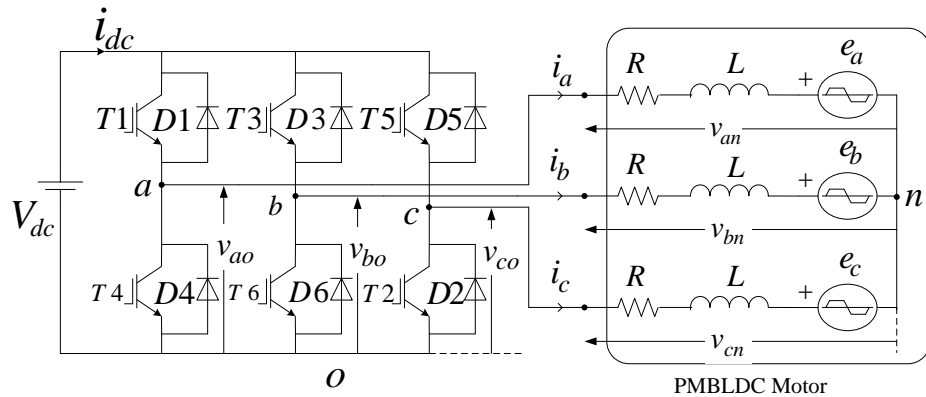 i_dc
T1
D1
T3
D3
T5
D5
a
b
c
V_dc
v_ao
v_bo
v_co
T4
D4
T6
D6
T2
D2
o
i_a
R
L
+
e_a
v_an
i_b
R
L
+
e_b
n
v_bn
i_c
R
L
+
e_c
v_cn
PMBLDC Motor